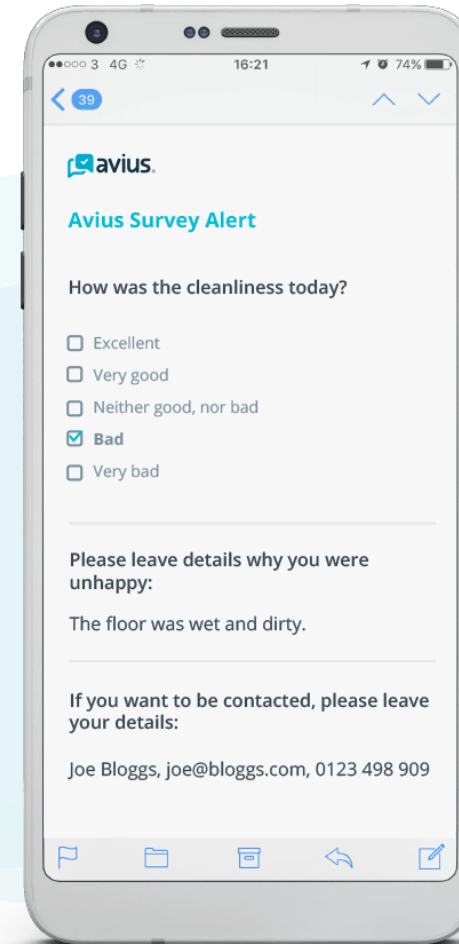 3 4G 16:21 74%
39
avius.
Avius Survey Alert
How was the cleanliness today?
Excellent
Very good
Neither good, nor bad
Bad
Very bad
Please leave details why you were
unhappy:
The floor was wet and dirty.
If you want to be contacted, please leave
your details:
Joe Bloggs, joe@bloggs.com, 0123 498 909